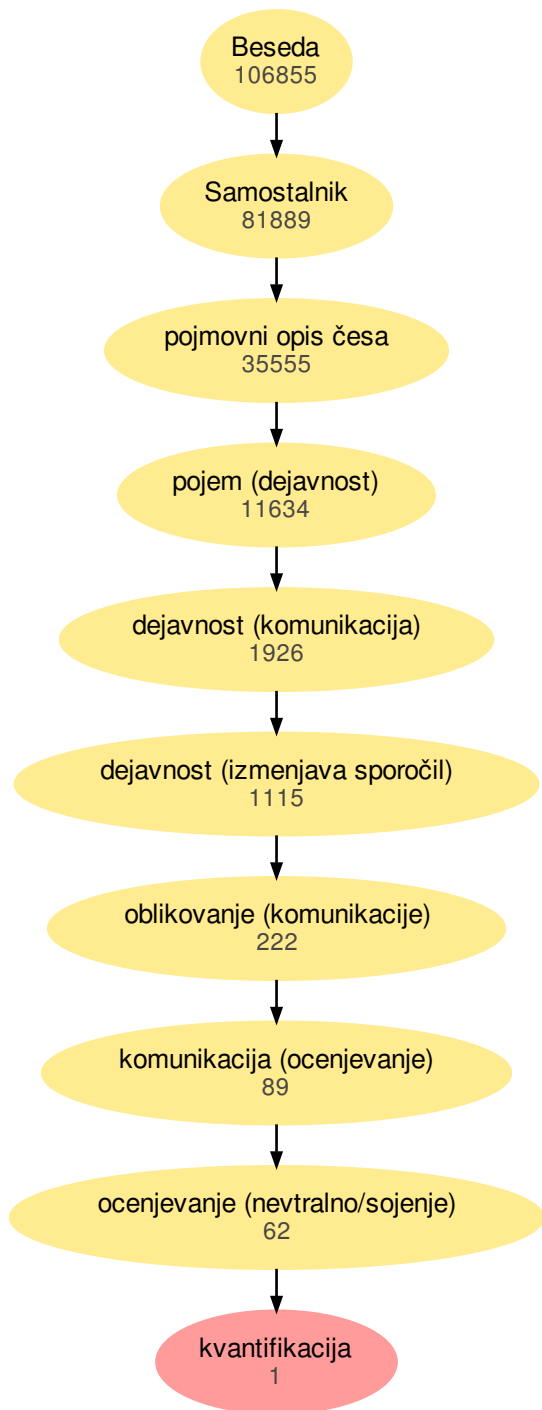 Beseda
106855
Samostalnik
81889
pojmovni opis česa
35555
pojem (dejavnost)
11634
dejavnost (komunikacija)
1926
dejavnost (izmenjava sporočil)
1115
oblikovanje (komunikacije)
222
komunikacija (ocenjevanje)
89
ocenjevanje (nevtralno/sojenje)
62
kvantifikacija
1